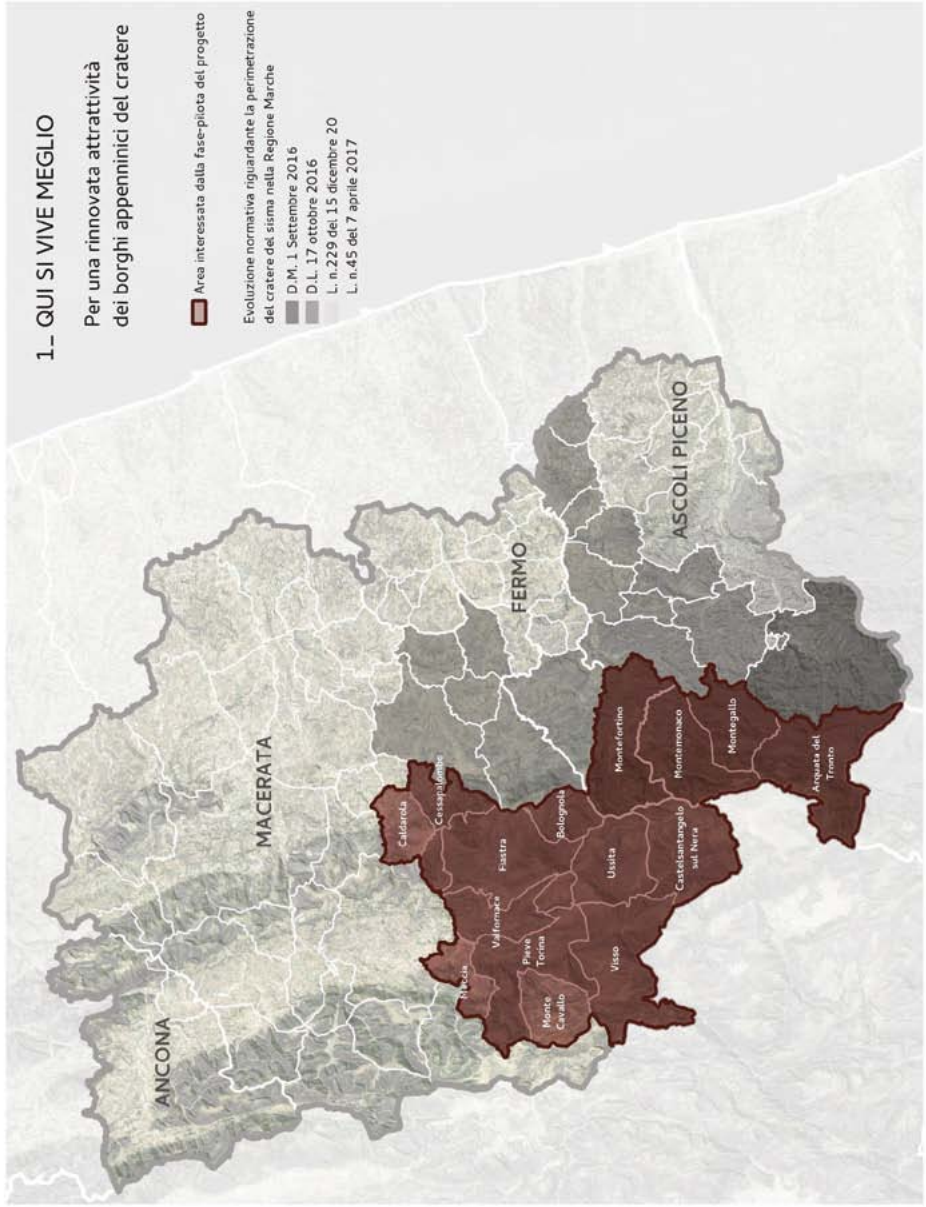 1_ QUI SI VIVE MEGLIO
Per una rinnovata attrattività
dei borghi appenninici del cratere
Area interessata dalla fase-pilota del progetto
Evoluzione normativa riguardante la perimetrazione
del cratere del sisma nella Regione Marche
D.M. 1 Settembre 2016
D.L. 17 ottobre 2016
L. n.229 del 15 dicembre 20
L. n.45 del 7 aprile 2017
ANCONA
MACERATA
FERMO
ASCOLI PICENO
Caldarola
Cessapalombo
Muccia
Valfornace
Fiastra
Bolognola
Pieve
Torina
Monte
Cavallo
Visso
Ussita
Castelsantangelo
sul Nera
Montefortino
Montemonaco
Montegallo
Arquata del
Tronto